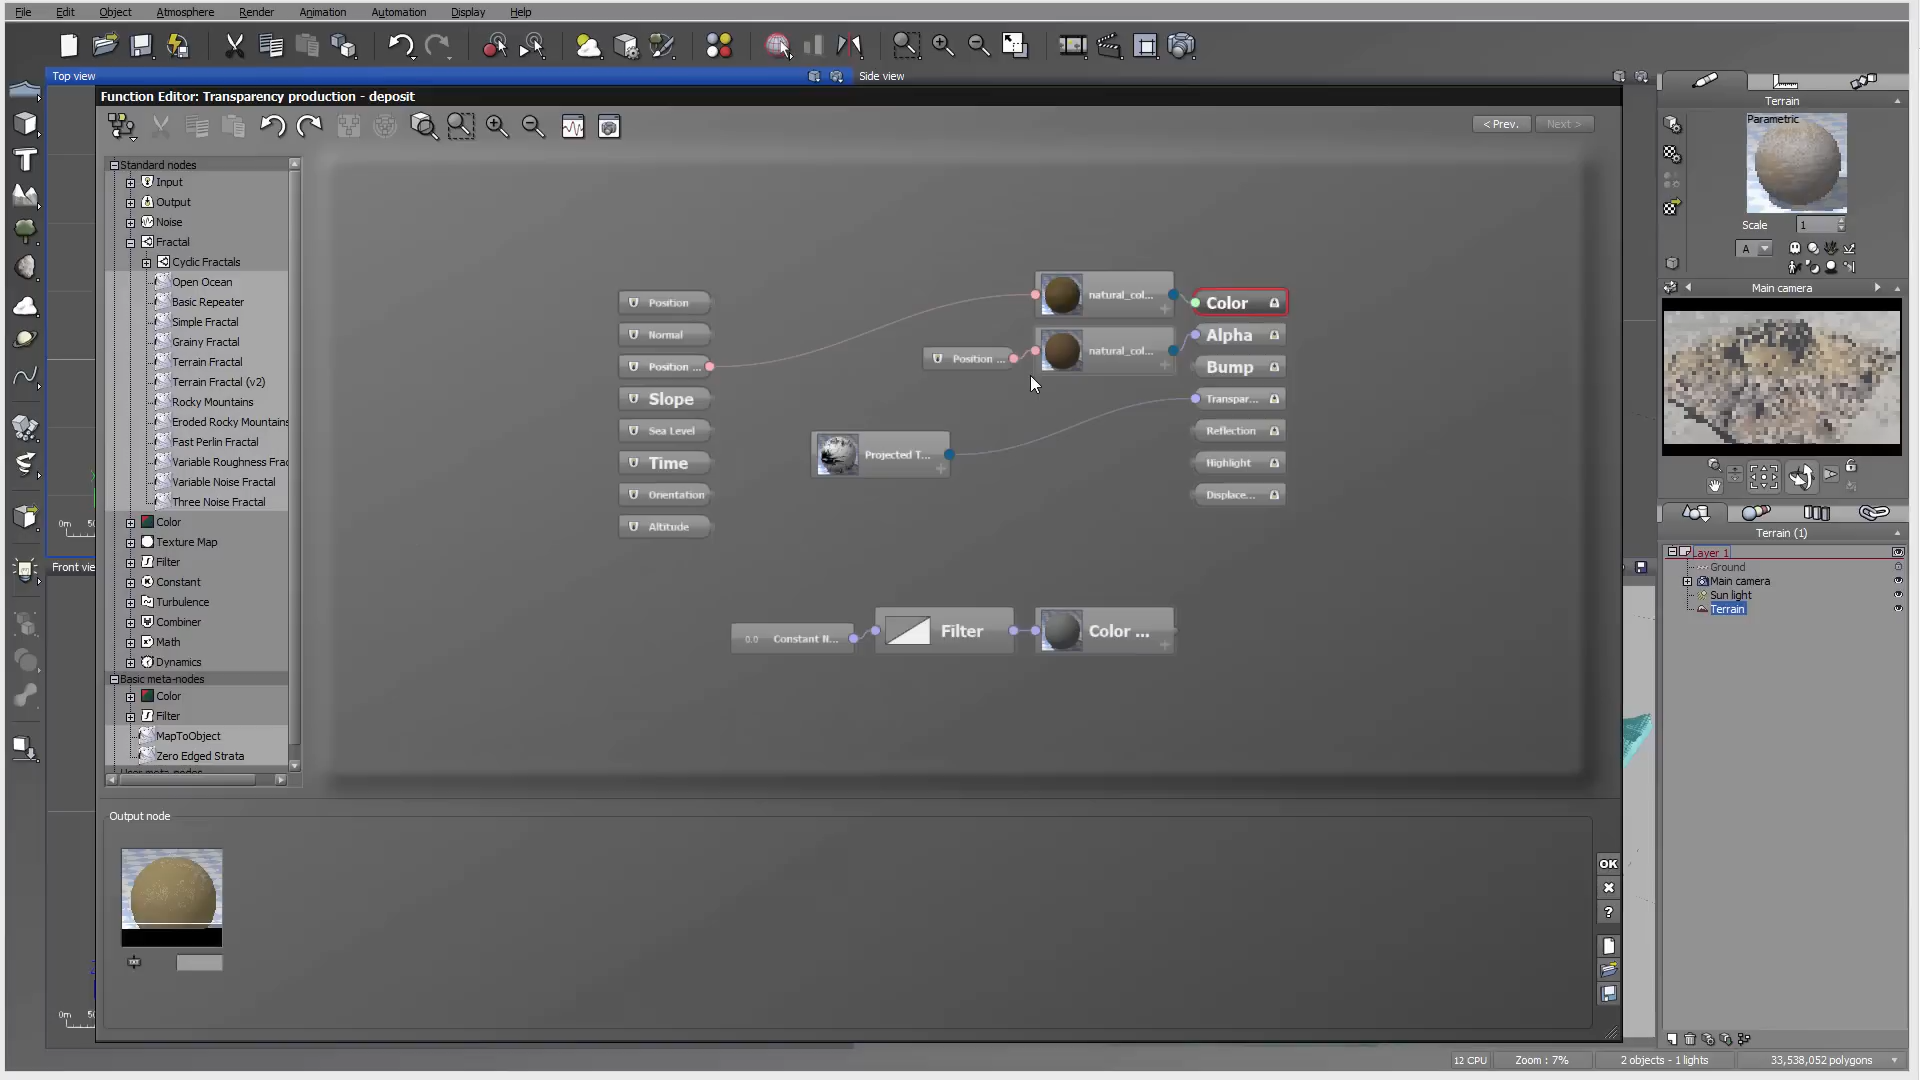 File Edit Object Atmosphere Render Animation Automation Display Help
Top view
Side view
Function Editor: Transparency production - deposit
< Prev.
Next >
Standard nodes
Input
Output
Noise
Fractal
Cyclic Fractals
Open Ocean
Basic Repeater
Simple Fractal
Grainy Fractal
Terrain Fractal
Terrain Fractal (v2)
Rocky Mountains
Eroded Rocky Mountains
Fast Perlin Fractal
Variable Roughness Frac
Variable Noise Fractal
Three Noise Fractal
Color
Texture Map
Filter
Constant
Turbulence
Combiner
Math
Dynamics
Basic meta-nodes
Color
Filter
MapToObject
Zero Edged Strata
Position
Normal
Position ...
Slope
Sea Level
Time
Orientation
Altitude
natural_col...
Position ...
natural_col...
Projected T...
Color
Alpha
Bump
Transpar...
Reflection
Highlight
Displace...
0.0 Constant N...
Filter
Color ...
Output node
OK
?
0m
Front vie
0m
Terrain
Parametric
Scale 1
A
Main camera
Terrain (1)
Layer 1
Ground
Main camera
Sun light
Terrain
12 CPU
Zoom : 7%
2 objects - 1 lights
33,538,052 polygons